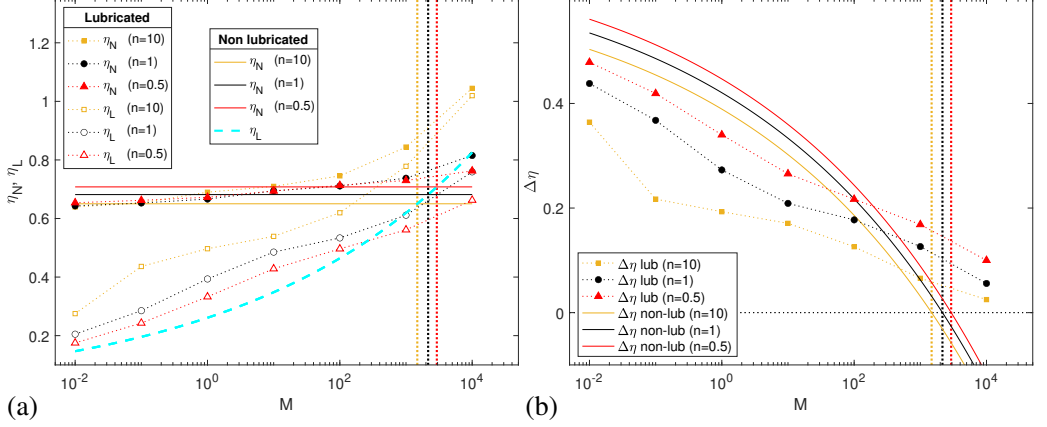 Lubricated
η_N (n=10)
η_N (n=1)
η_N (n=0.5)
η_L (n=10)
η_L (n=1)
η_L (n=0.5)
Non lubricated
η_N (n=10)
η_N (n=1)
η_N (n=0.5)
η_L
1.2
1
0.8
0.6
0.4
0.2
η_N, η_L
10^-2
10^0
10^2
10^4
M
(a)
0.4
0.2
0
Δη
Δη lub (n=10)
Δη lub (n=1)
Δη lub (n=0.5)
Δη non-lub (n=10)
Δη non-lub (n=1)
Δη non-lub (n=0.5)
10^-2
10^0
10^2
10^4
M
(b)